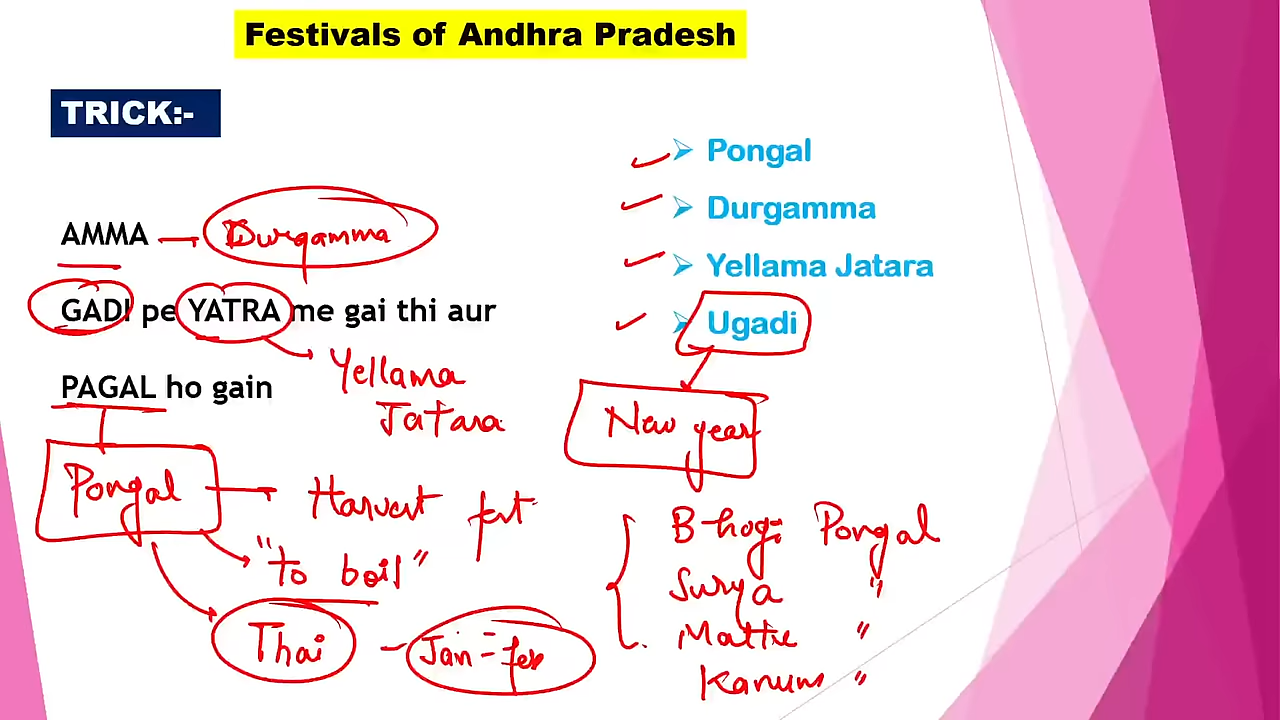 Festivals of Andhra Pradesh
TRICK:-
AMMA — Durgamma
GADI pe YATRA me gai thi aur
Yellama
Jatara
PAGAL ho gain
Pongal — Harvest fest
"to boil"
Thai - Jan - feb
Pongal
Durgamma
Yellama Jatara
Ugadi
New year
Bhogi Pongal
Surya "
Mattu "
Kanum "